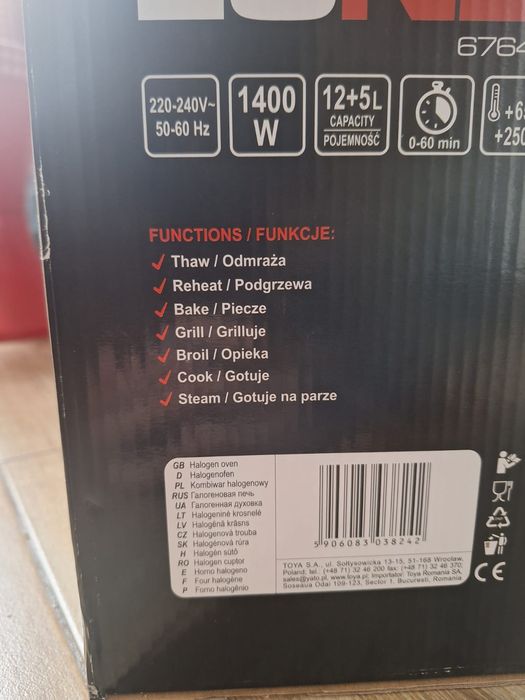 6764
220-240V~
50-60 Hz
1400
W
12+5L
CAPACITY
POJEMNOŚĆ
0-60 min
+250
FUNCTIONS / FUNKCJE:
Thaw / Odmraża
Reheat / Podgrzewa
Bake / Piecze
Grill / Grilluje
Broil / Opieka
Cook / Gotuje
Steam / Gotuje na parze
GB Halogen oven
D Halogenofen
PL Kombiwar halogenowy
RUS Галогеновая печь
UA Галогенная духовка
LT Halogeninė krosnelė
LV Halogēnā krāsns
CZ Halogenová trouba
SK Halogénová rúra
H Halogén sütő
RO Halogen cuptor
E Horno halogeno
F Four halogène
P Forno halogênio
5 906083 038242
TOYA S.A., ul. Sołtysowicka 13-15, 51-168 Wrocław,
Poland; tel.: (+48 71) 32 46 200 fax: (+48 71) 32 46 370,
sales@yato.pl, www.toya.pl; Importator: Toya Romania SA,
Soseaua Odai 109-123, Sector 1, Bucuresti, Romania
CE